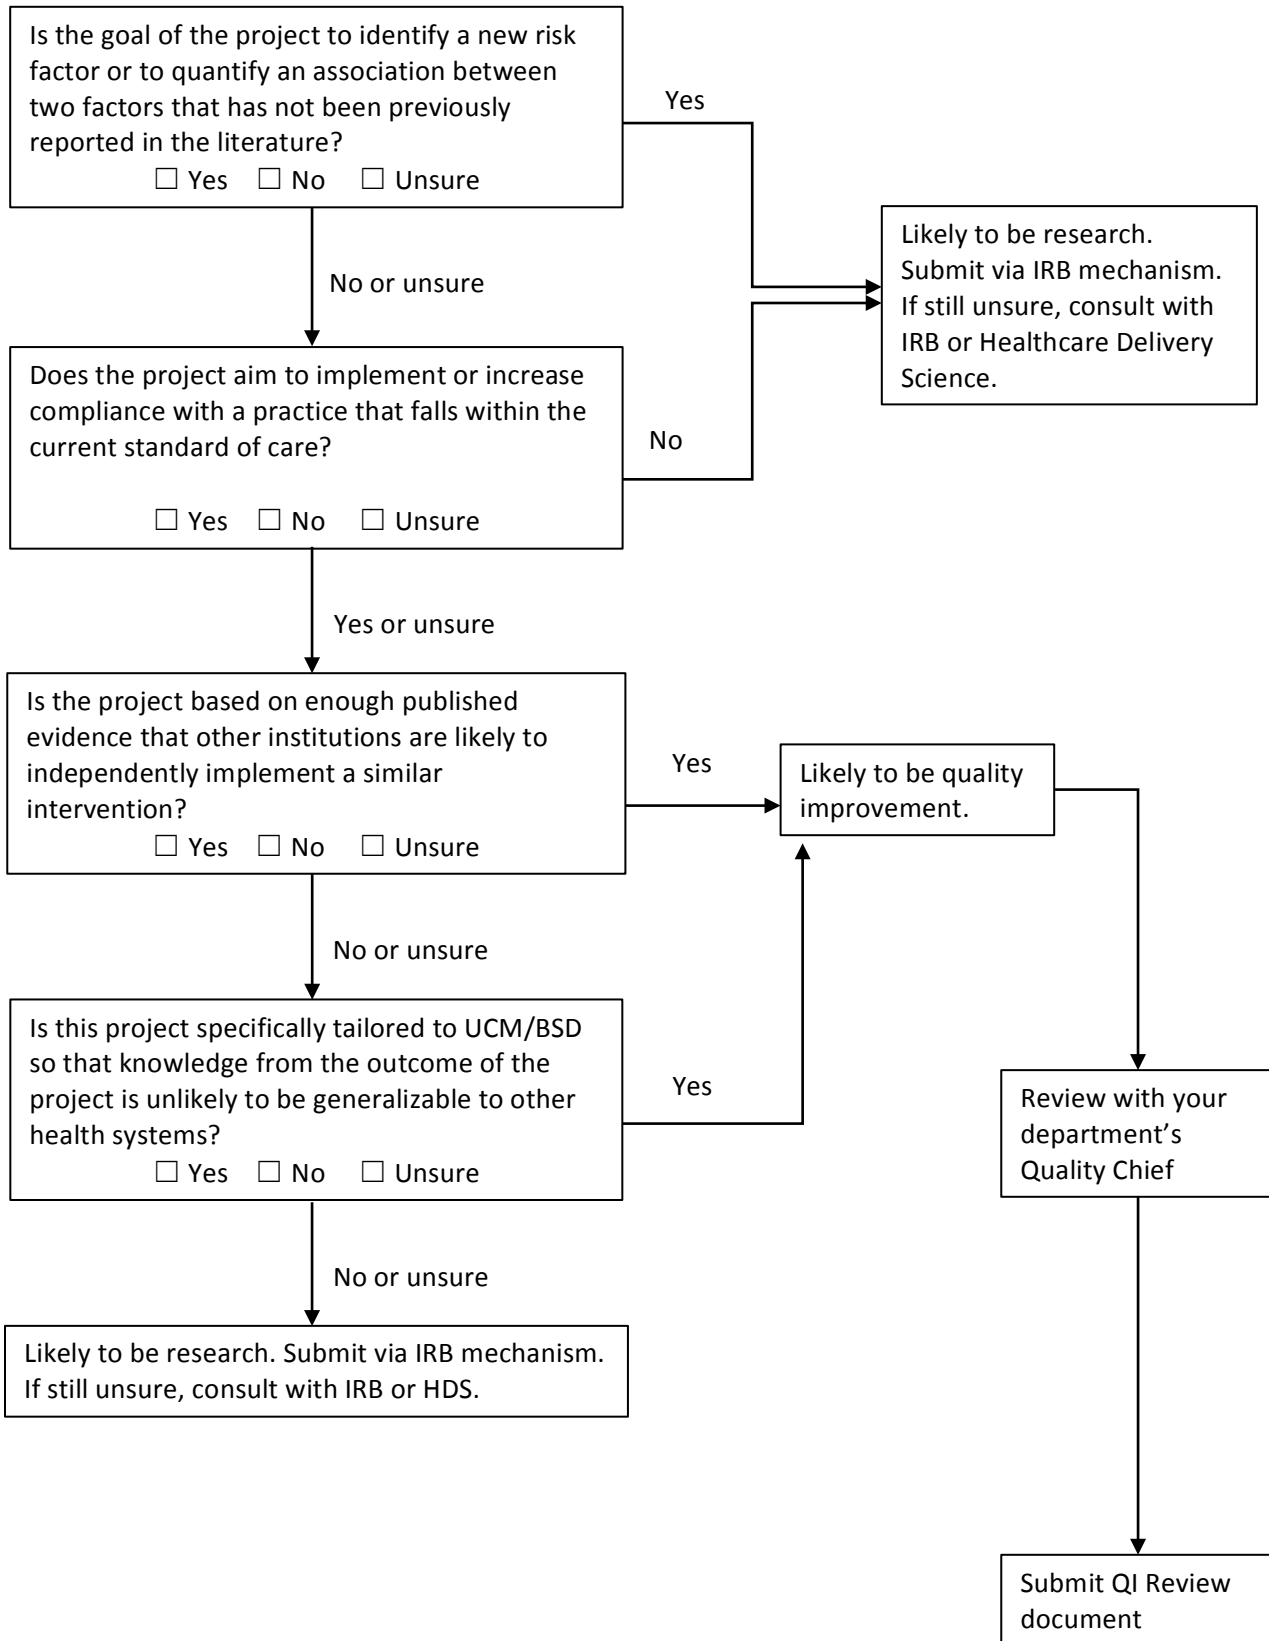 Is the goal of the project to identify a new risk
factor or to quantify an association between
two factors that has not been previously
reported in the literature?
☐ Yes ☐ No ☐ Unsure
Yes
No or unsure
Likely to be research.
Submit via IRB mechanism.
If still unsure, consult with
IRB or Healthcare Delivery
Science.
Does the project aim to implement or increase
compliance with a practice that falls within the
current standard of care?
☐ Yes ☐ No ☐ Unsure
No
Yes or unsure
Is the project based on enough published
evidence that other institutions are likely to
independently implement a similar
intervention?
☐ Yes ☐ No ☐ Unsure
Yes
Likely to be quality
improvement.
No or unsure
Is this project specifically tailored to UCM/BSD
so that knowledge from the outcome of the
project is unlikely to be generalizable to other
health systems?
☐ Yes ☐ No ☐ Unsure
Yes
Review with your
department’s
Quality Chief
No or unsure
Likely to be research. Submit via IRB mechanism.
If still unsure, consult with IRB or HDS.
Submit QI Review
document